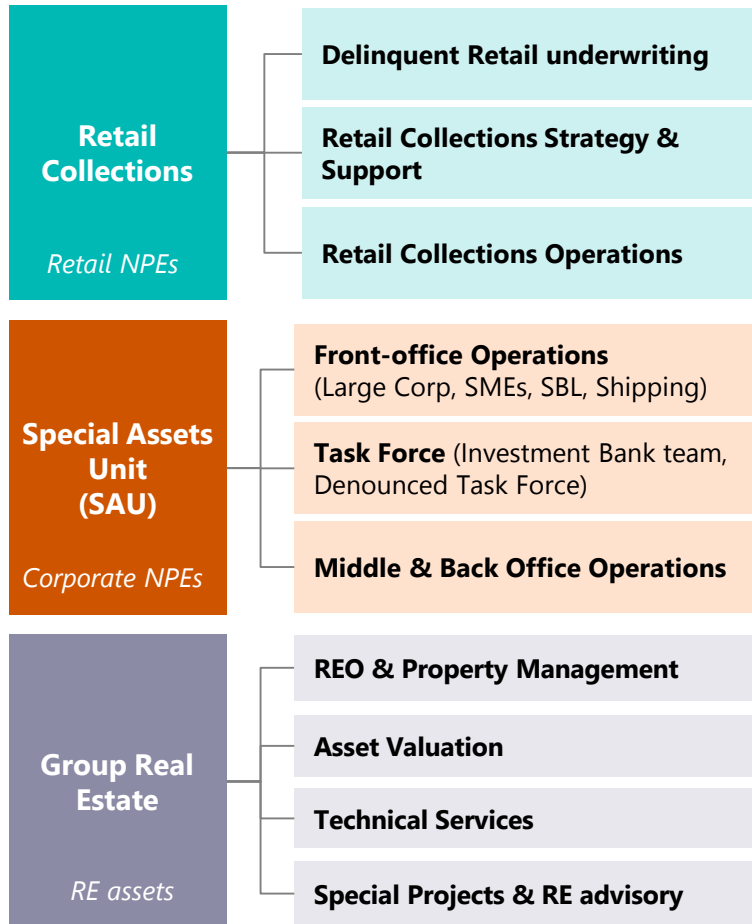 Retail
Collections
Retail NPEs
Delinquent Retail underwriting
Retail Collections Strategy &
Support
Retail Collections Operations
Special Assets
Unit
(SAU)
Corporate NPEs
Front-office Operations
(Large Corp, SMEs, SBL, Shipping)
Task Force (Investment Bank team,
Denounced Task Force)
Middle & Back Office Operations
Group Real
Estate
RE assets
REO & Property Management
Asset Valuation
Technical Services
Special Projects & RE advisory